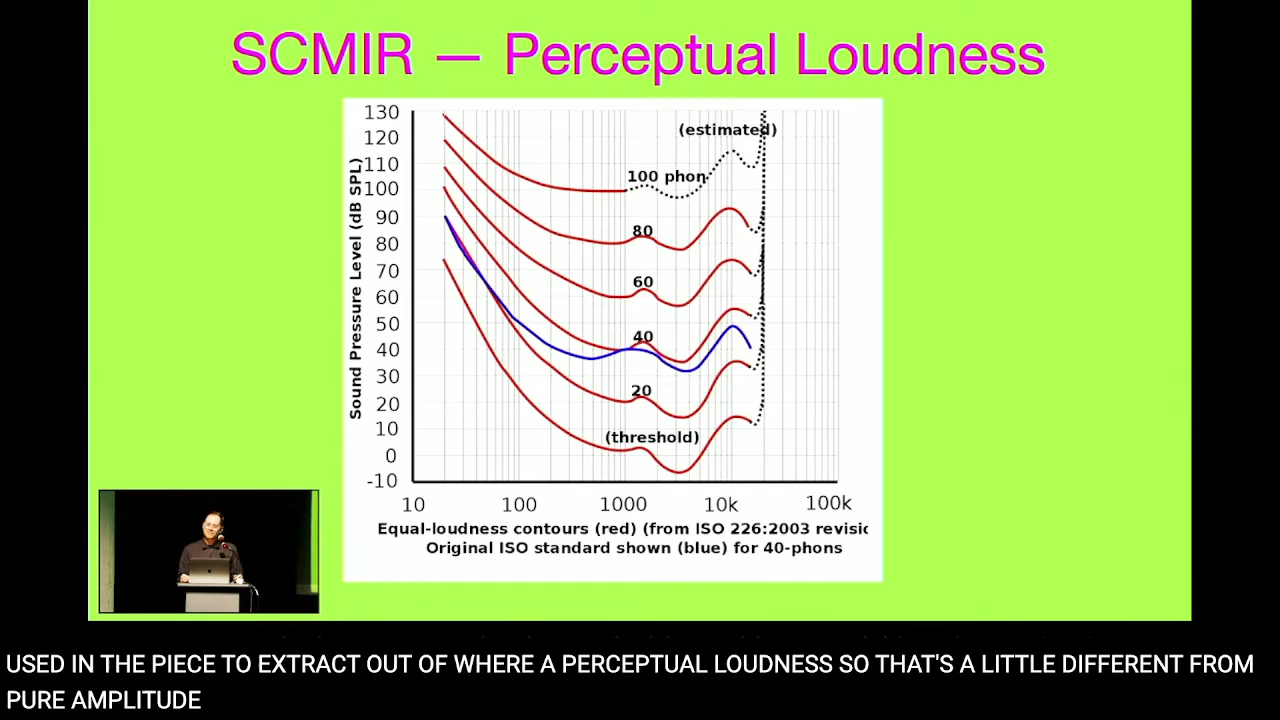 SCMIR — Perceptual Loudness
130
120
110
100
90
80
70
60
50
40
30
20
10
0
-10
Sound Pressure Level (dB SPL)
(estimated)
100 phon
80
60
40
20
(threshold)
10 100 1000 10k 100k
Equal-loudness contours (red) (from ISO 226:2003 revisic
Original ISO standard shown (blue) for 40-phons
USED IN THE PIECE TO EXTRACT OUT OF WHERE A PERCEPTUAL LOUDNESS SO THAT'S A LITTLE DIFFERENT FROM
PURE AMPLITUDE